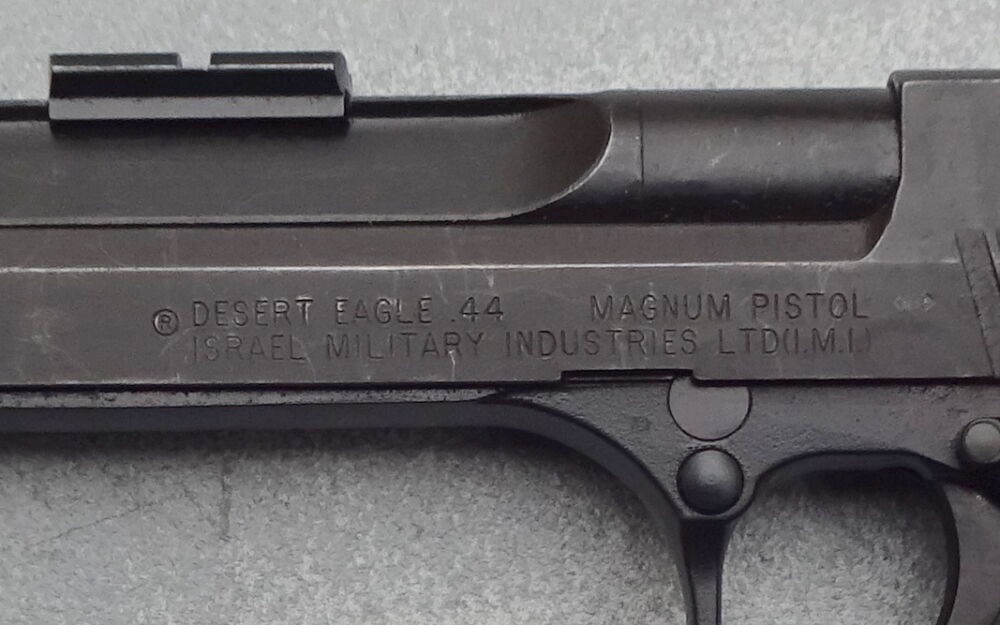 ® DESERT EAGLE .44 MAGNUM PISTOL
ISRAEL MILITARY INDUSTRIES LTD(I.M.I.)